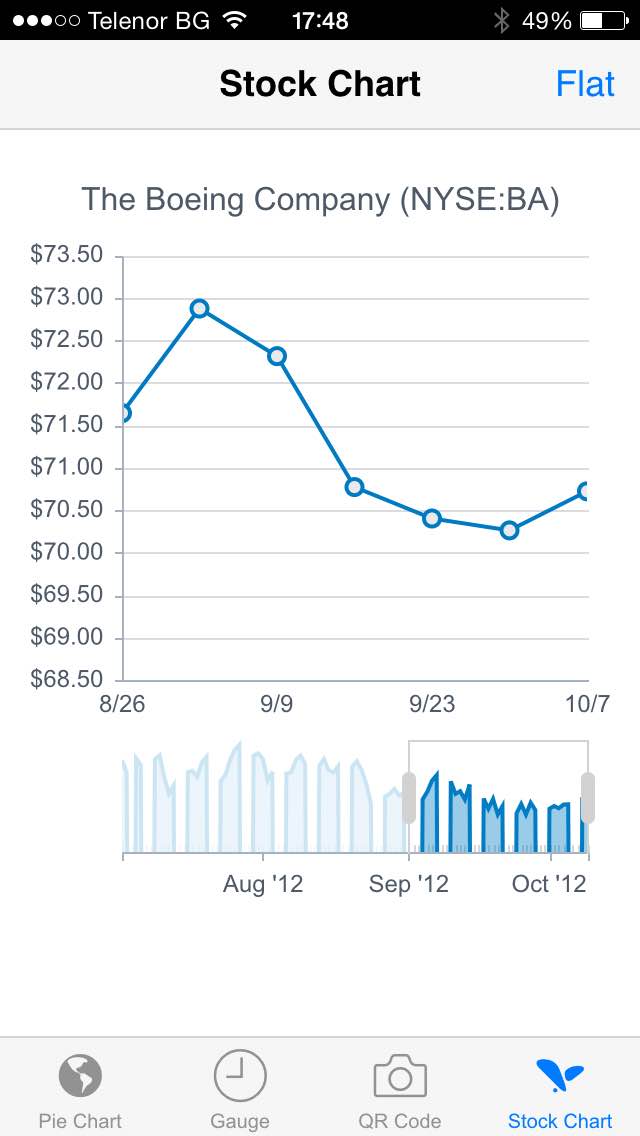 Telenor BG 17:48 49%
Stock Chart Flat
The Boeing Company (NYSE:BA)
$73.50
$73.00
$72.50
$72.00
$71.50
$71.00
$70.50
$70.00
$69.50
$69.00
$68.50
8/26 9/9 9/23 10/7
Aug '12 Sep '12 Oct '12
Pie Chart Gauge QR Code Stock Chart